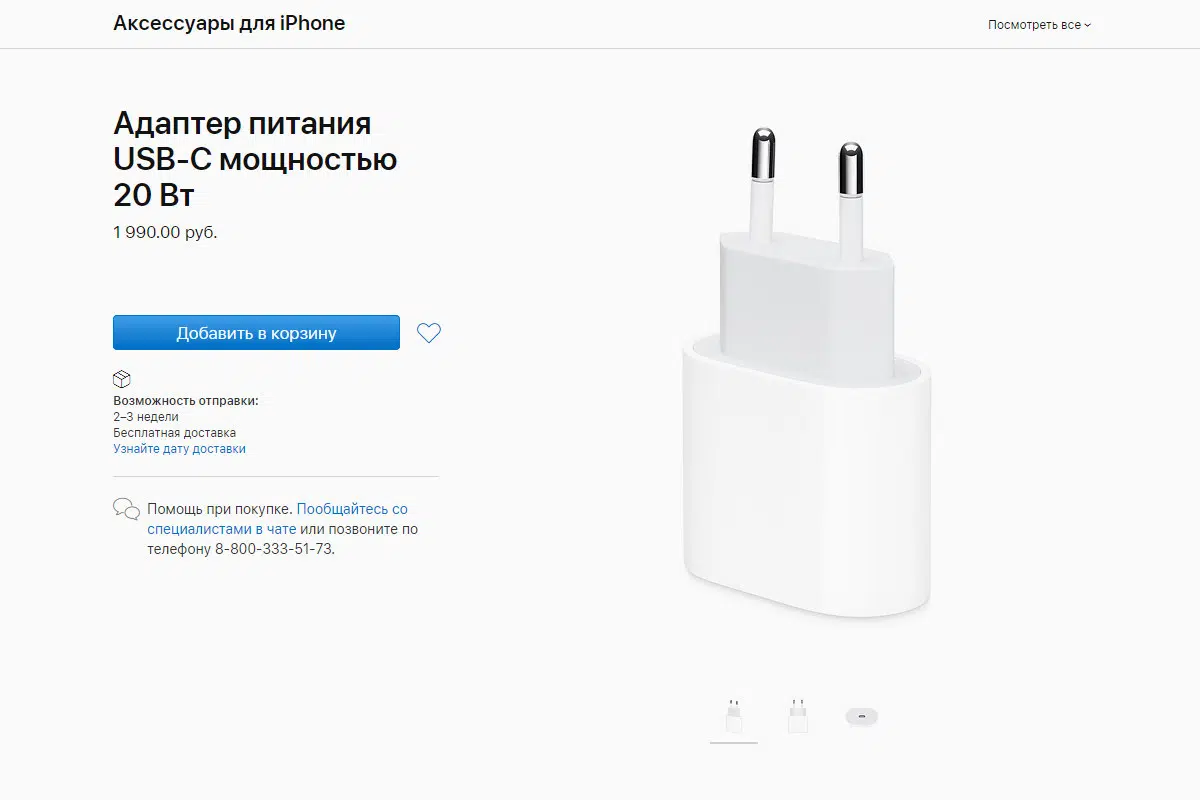 Аксессуары для iPhone
Посмотреть все
Адаптер питания
USB-C мощностью
20 Вт
1 990.00 руб.
Добавить в корзину
Возможность отправки:
2–3 недели
Бесплатная доставка
Узнайте дату доставки
Помощь при покупке. Пообщайтесь со
специалистами в чате или позвоните по
телефону 8-800-333-51-73.